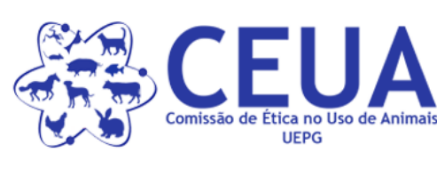 CEUA
Comissão de Ética no Uso de Animais
UEPG